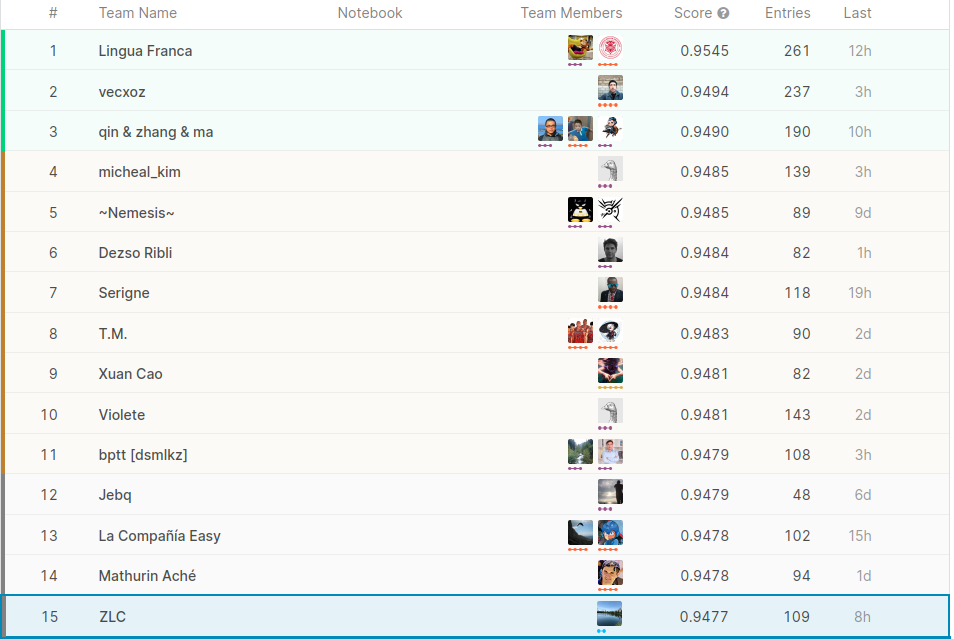 # Team Name Notebook Team Members Score ? Entries Last
1 Lingua Franca 0.9545 261 12h
2 vecxoz 0.9494 237 3h
3 qin & zhang & ma 0.9490 190 10h
4 micheal_kim 0.9485 139 3h
5 ~Nemesis~ 0.9485 89 9d
6 Dezso Ribli 0.9484 82 1h
7 Serigne 0.9484 118 19h
8 T.M. 0.9483 90 2d
9 Xuan Cao 0.9481 82 2d
10 Violete 0.9481 143 2d
11 bptt [dsmlkz] 0.9479 108 3h
12 Jebq 0.9479 48 6d
13 La Compañía Easy 0.9478 102 15h
14 Mathurin Aché 0.9478 94 1d
15 ZLC 0.9477 109 8h